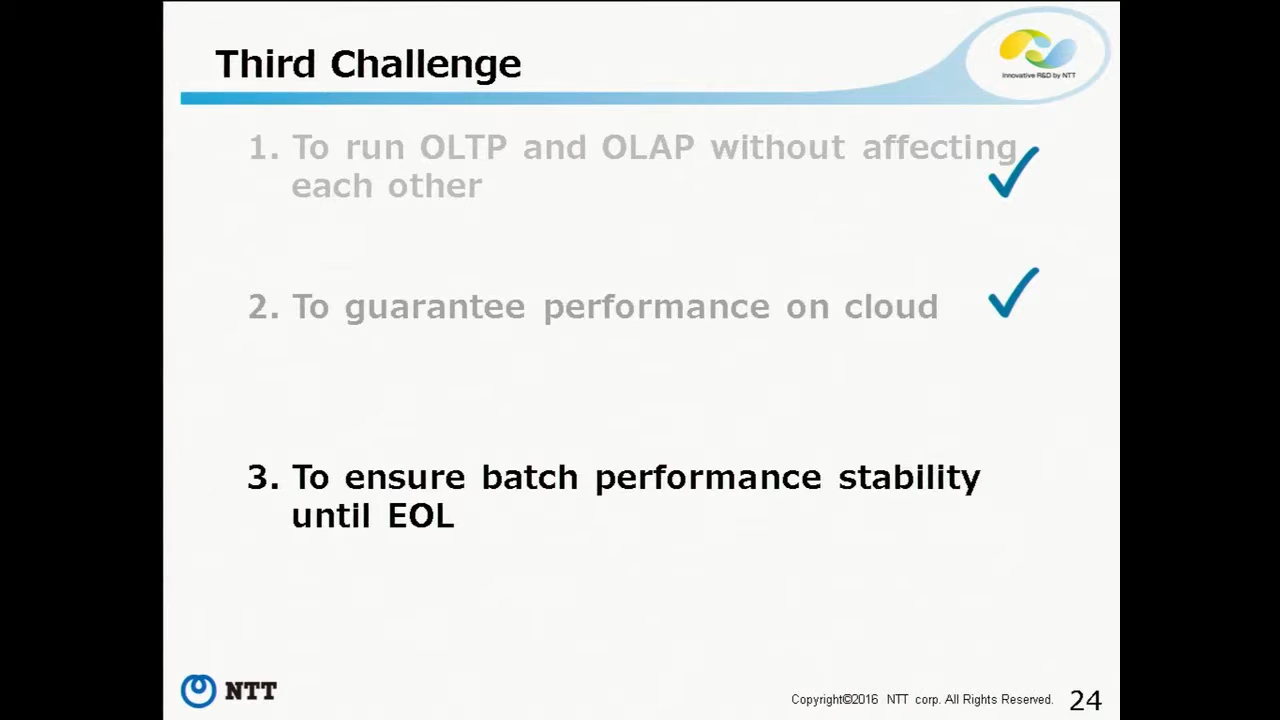 Third Challenge
Innovative R&D by NTT
1. To run OLTP and OLAP without affecting
each other
2. To guarantee performance on cloud
3. To ensure batch performance stability
until EOL
NTT
Copyright©2016 NTT corp. All Rights Reserved.
24